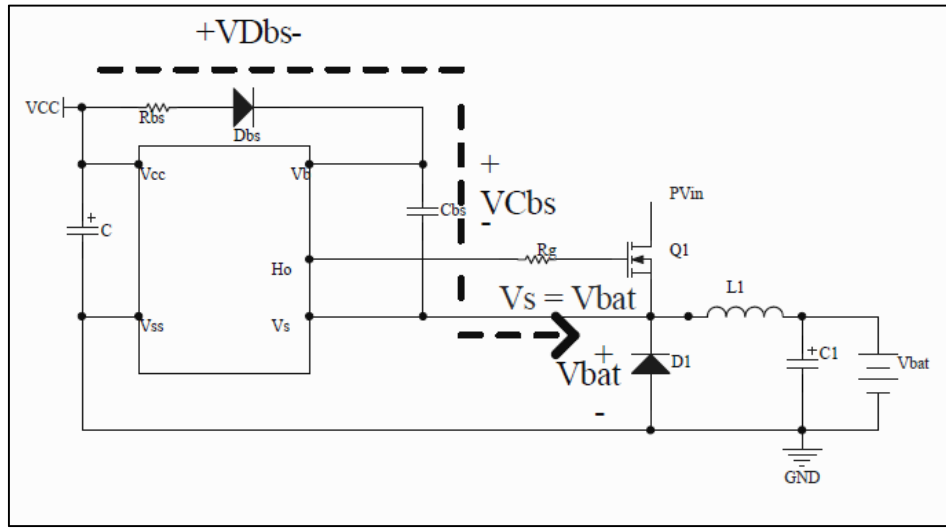 +VDbs-
VCC
Rbs
Dbs
Vcc
Vb
+
VCbs
-
Cbs
+
C
PVin
Rg
Q1
Ho
L1
Vs = Vbat
Vss
Vs
+
Vbat
-
D1
+
C1
Vbat
GND